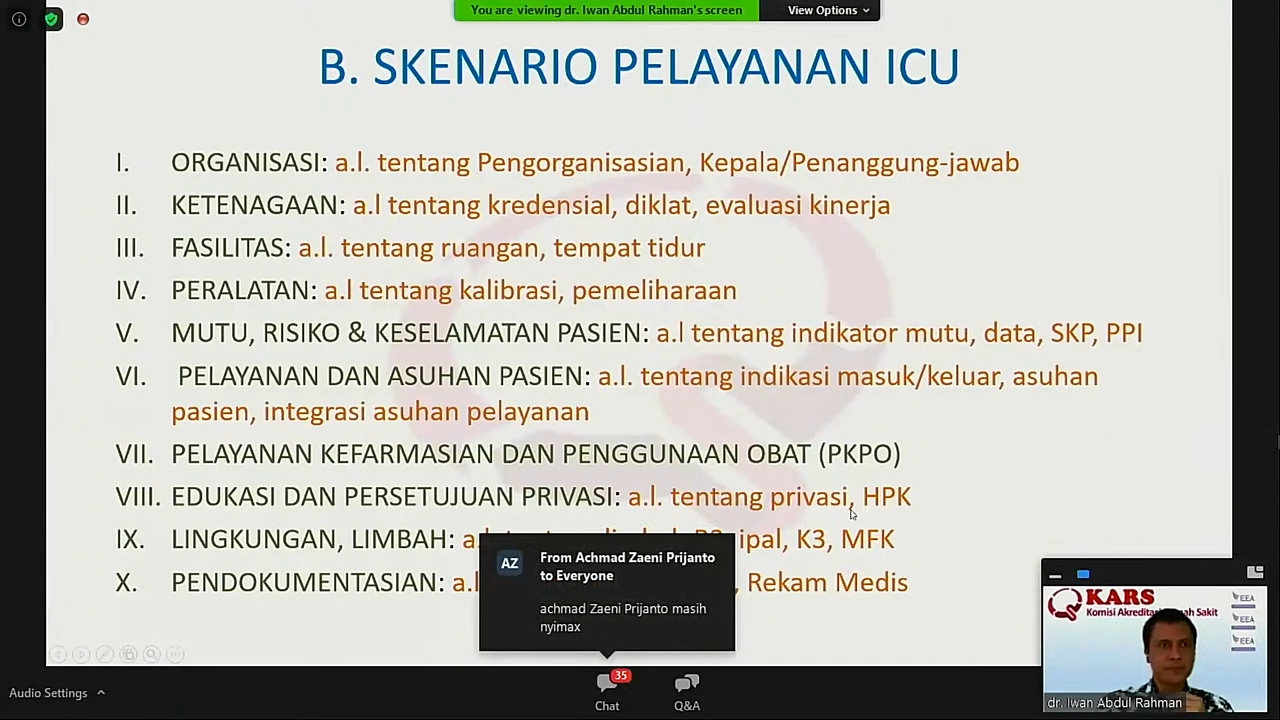 You are viewing dr. Iwan Abdul Rahman's screen
View Options
B. SKENARIO PELAYANAN ICU
I. ORGANISASI: a.l. tentang Pengorganisasian, Kepala/Penanggung-jawab
II. KETENAGAAN: a.l tentang kredensial, diklat, evaluasi kinerja
III. FASILITAS: a.l. tentang ruangan, tempat tidur
IV. PERALATAN: a.l tentang kalibrasi, pemeliharaan
V. MUTU, RISIKO & KESELAMATAN PASIEN: a.l tentang indikator mutu, data, SKP, PPI
VI. PELAYANAN DAN ASUHAN PASIEN: a.l. tentang indikasi masuk/keluar, asuhan
pasien, integrasi asuhan pelayanan
VII. PELAYANAN KEFARMASIAN DAN PENGGUNAAN OBAT (PKPO)
VIII. EDUKASI DAN PERSETUJUAN PRIVASI: a.l. tentang privasi, HPK
IX. LINGKUNGAN, LIMBAH: ipal, K3, MFK
X. PENDOKUMENTASIAN: a.l , Rekam Medis
AZ
From Achmad Zaeni Prijanto
to Everyone
achmad Zaeni Prijanto masih
nyimax
KARS
Komisi Akreditasi Rumah Sakit
EEA
EEA
EEA
dr. Iwan Abdul Rahman
Audio Settings
35
Chat
Q&A